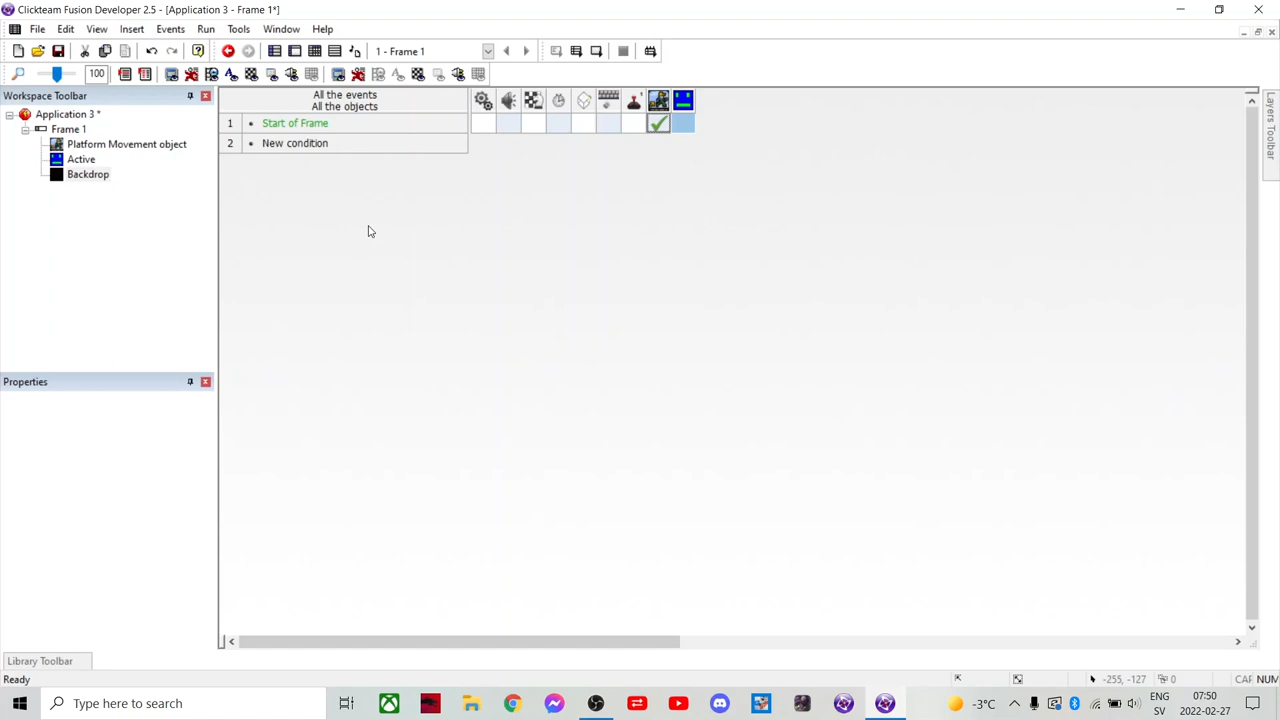 Clickteam Fusion Developer 2.5 - [Application 3 - Frame 1*]
File Edit View Insert Events Run Tools Window Help
1 - Frame 1
100
Workspace Toolbar
Application 3 *
Frame 1
Platform Movement object
Active
Backdrop
Properties
Library Toolbar
All the events
All the objects
1 Start of Frame
2 New condition
Layers Toolbar
Ready
-255, -127
0
CAP
NUM
Type here to search
-3°C
ENG
SV
07:50
2022-02-27